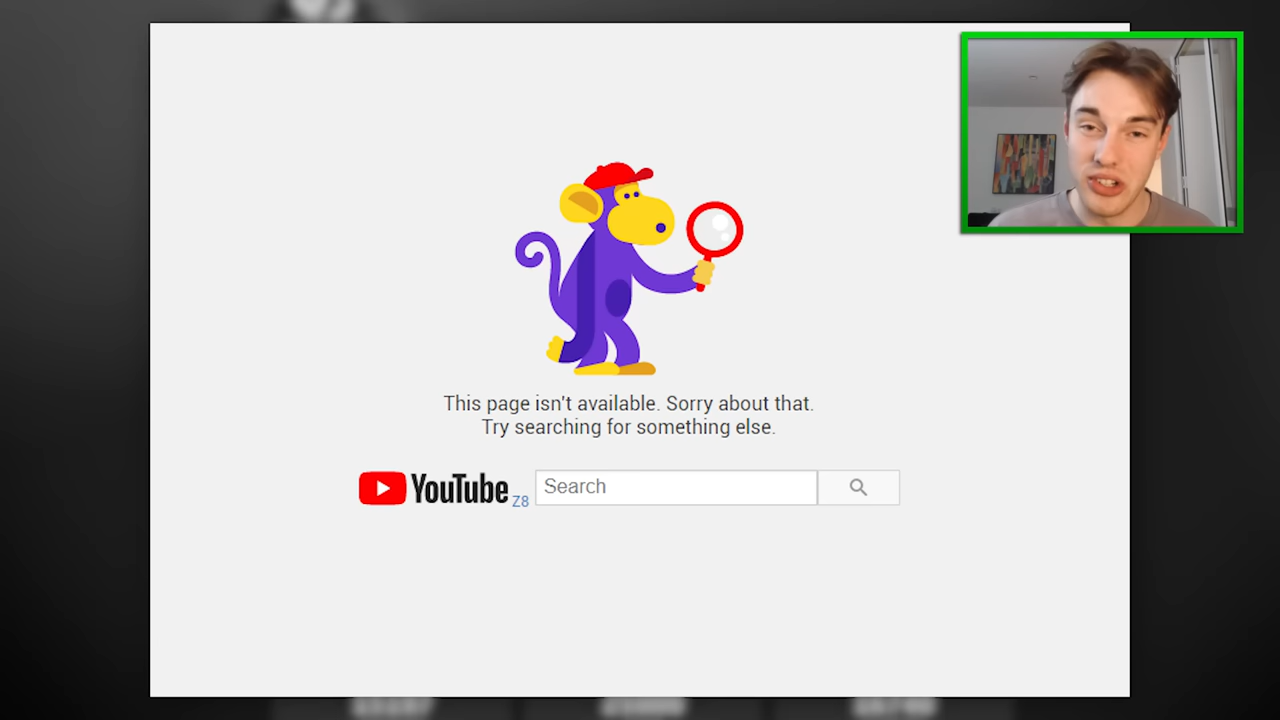 This page isn't available. Sorry about that.
Try searching for something else.
YouTube Z8 Search